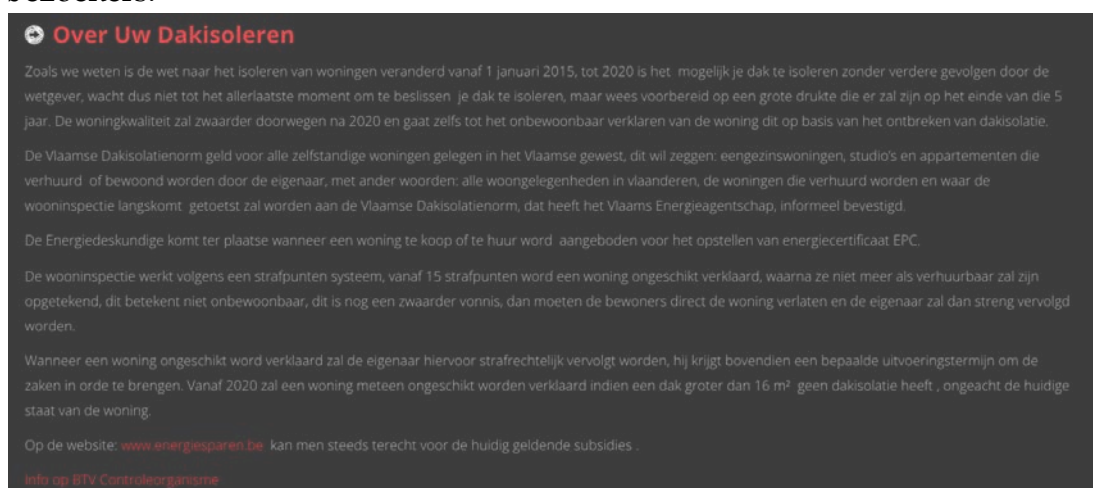 Over Uw Dakisoleren
Zoals we weten is de wet naar het isoleren van woningen veranderd vanaf 1 januari 2015, tot 2020 is het mogelijk je dak te isoleren zonder verdere gevolgen door de
wetgever, wacht dus niet tot het allerlaatste moment om te beslissen je dak te isoleren, maar wees voorbereid op een grote drukte die er zal zijn op het einde van die 5
jaar. De woningkwaliteit zal zwaarder doorwegen na 2020 en gaat zelfs tot het onbewoonbaar verklaren van de woning dit op basis van het ontbreken van dakisolatie.
De Vlaamse Dakisolatienorm geld voor alle zelfstandige woningen gelegen in het Vlaamse gewest, dit wil zeggen: eengezinswoningen, studio's en appartementen die
verhuurd of bewoond worden door de eigenaar, met ander woorden: alle woongelegenheden in vlaanderen, de woningen die verhuurd worden en waar de
wooninspectie langskomt getoetst zal worden aan de Vlaamse Dakisolatienorm, dat heeft het Vlaams Energieagentschap, informeel bevestigd.
De Energiedeskundige komt ter plaatse wanneer een woning te koop of te huur word aangeboden voor het opstellen van energiecertificaat EPC.
De wooninspectie werkt volgens een strafpunten systeem, vanaf 15 strafpunten word een woning ongeschikt verklaard, waarna ze niet meer als verhuurbaar zal zijn
opgetekend, dit betekent niet onbewoonbaar, dit is nog een zwaarder vonnis, dan moeten de bewoners direct de woning verlaten en de eigenaar zal dan streng vervolgd
worden.
Wanneer een woning ongeschikt word verklaard zal de eigenaar hiervoor strafrechtelijk vervolgt worden, hij krijgt bovendien een bepaalde uitvoeringstermijn om de
zaken in orde te brengen. Vanaf 2020 zal een woning meteen ongeschikt worden verklaard indien een dak groter dan 16 m² geen dakisolatie heeft , ongeacht de huidige
staat van de woning.
Op de website: www.energiesparen.be kan men steeds terecht voor de huidig geldende subsidies .
Info op BTV Controleorganisme